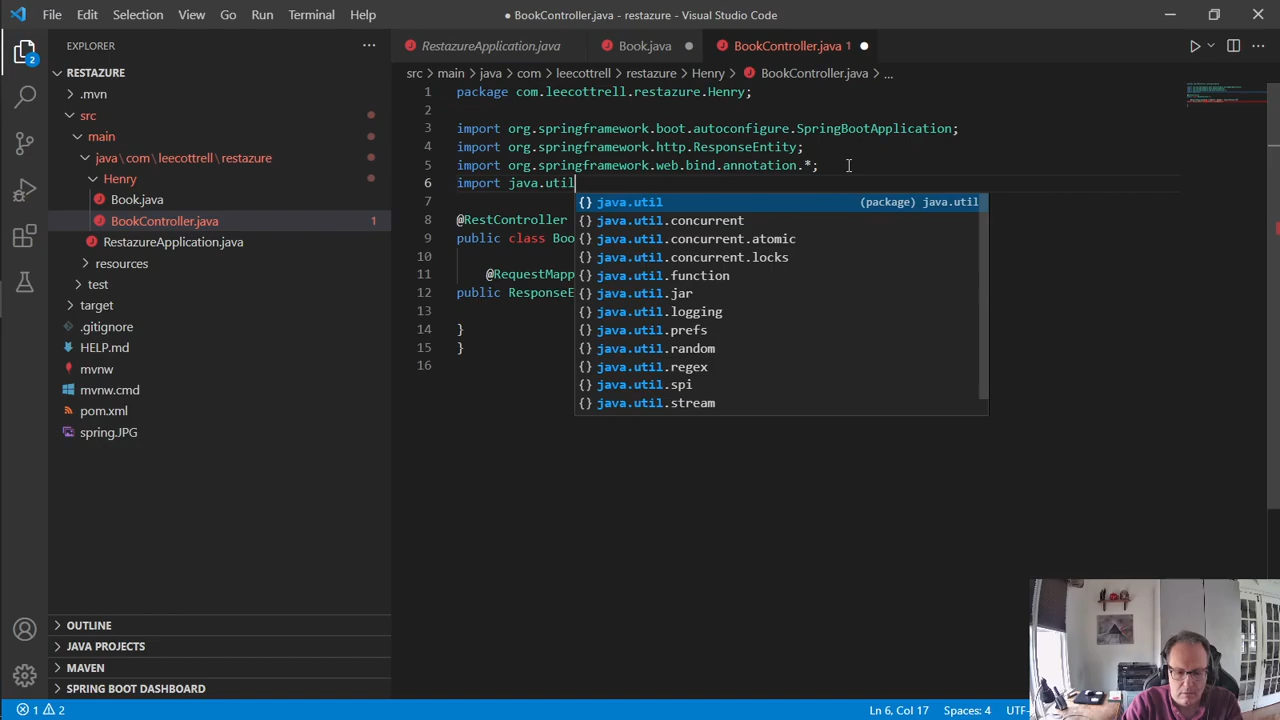 File Edit Selection View Go Run Terminal Help
● BookController.java - restazure - Visual Studio Code
EXPLORER
RestazureApplication.java
Book.java
BookController.java 1
RESTAZURE
src > main > java > com > leecottrell > restazure > Henry > BookController.java > ...
.mvn
src
main
java \ com \ leecottrell \ restazure
Henry
Book.java
BookController.java 1
RestazureApplication.java
resources
test
target
.gitignore
HELP.md
mvnw
mvnw.cmd
pom.xml
spring.JPG
OUTLINE
JAVA PROJECTS
MAVEN
SPRING BOOT DASHBOARD
2
1 package com.leecottrell.restazure.Henry;
2
3 import org.springframework.boot.autoconfigure.SpringBootApplication;
4 import org.springframework.http.ResponseEntity;
5 import org.springframework.web.bind.annotation.*;
6 import java.util
7
8 @RestController
9 public class Boo
10
11 @RequestMapp
12 public ResponseE
13
14 }
15 }
16
{} java.util (package) java.util
{} java.util.concurrent
{} java.util.concurrent.atomic
{} java.util.concurrent.locks
{} java.util.function
{} java.util.jar
{} java.util.logging
{} java.util.prefs
{} java.util.random
{} java.util.regex
{} java.util.spi
{} java.util.stream
1 2
Ln 6, Col 17 Spaces: 4 UTF-